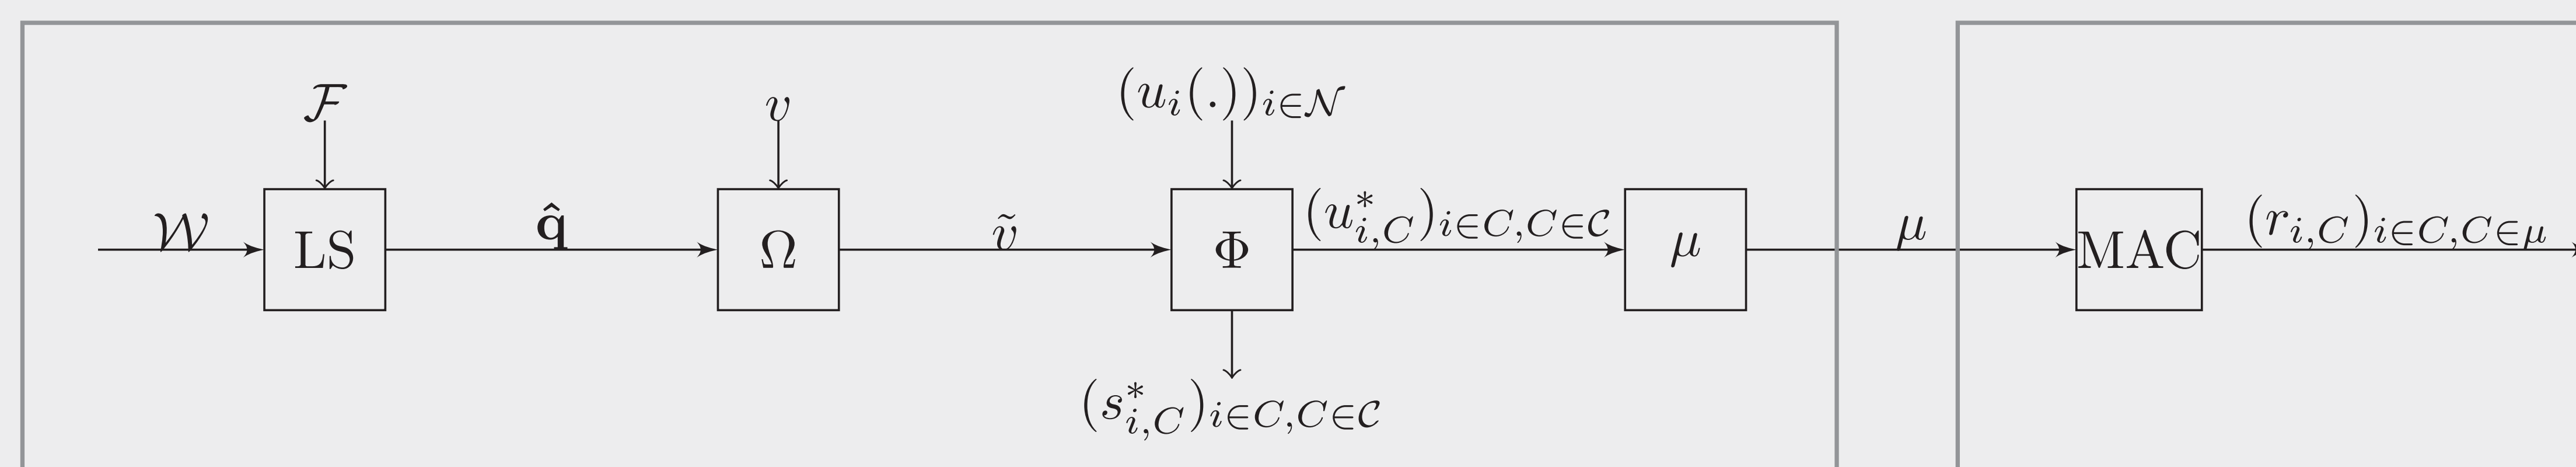 𝓕 v (u_i(.))_{i∈𝒩}
𝒲 LS q̂ Ω ṽ Φ (u^*_{i,C})_{i∈C,C∈𝒞} μ μ MAC (r_{i,C})_{i∈C,C∈μ}
(s^*_{i,C})_{i∈C,C∈𝒞}